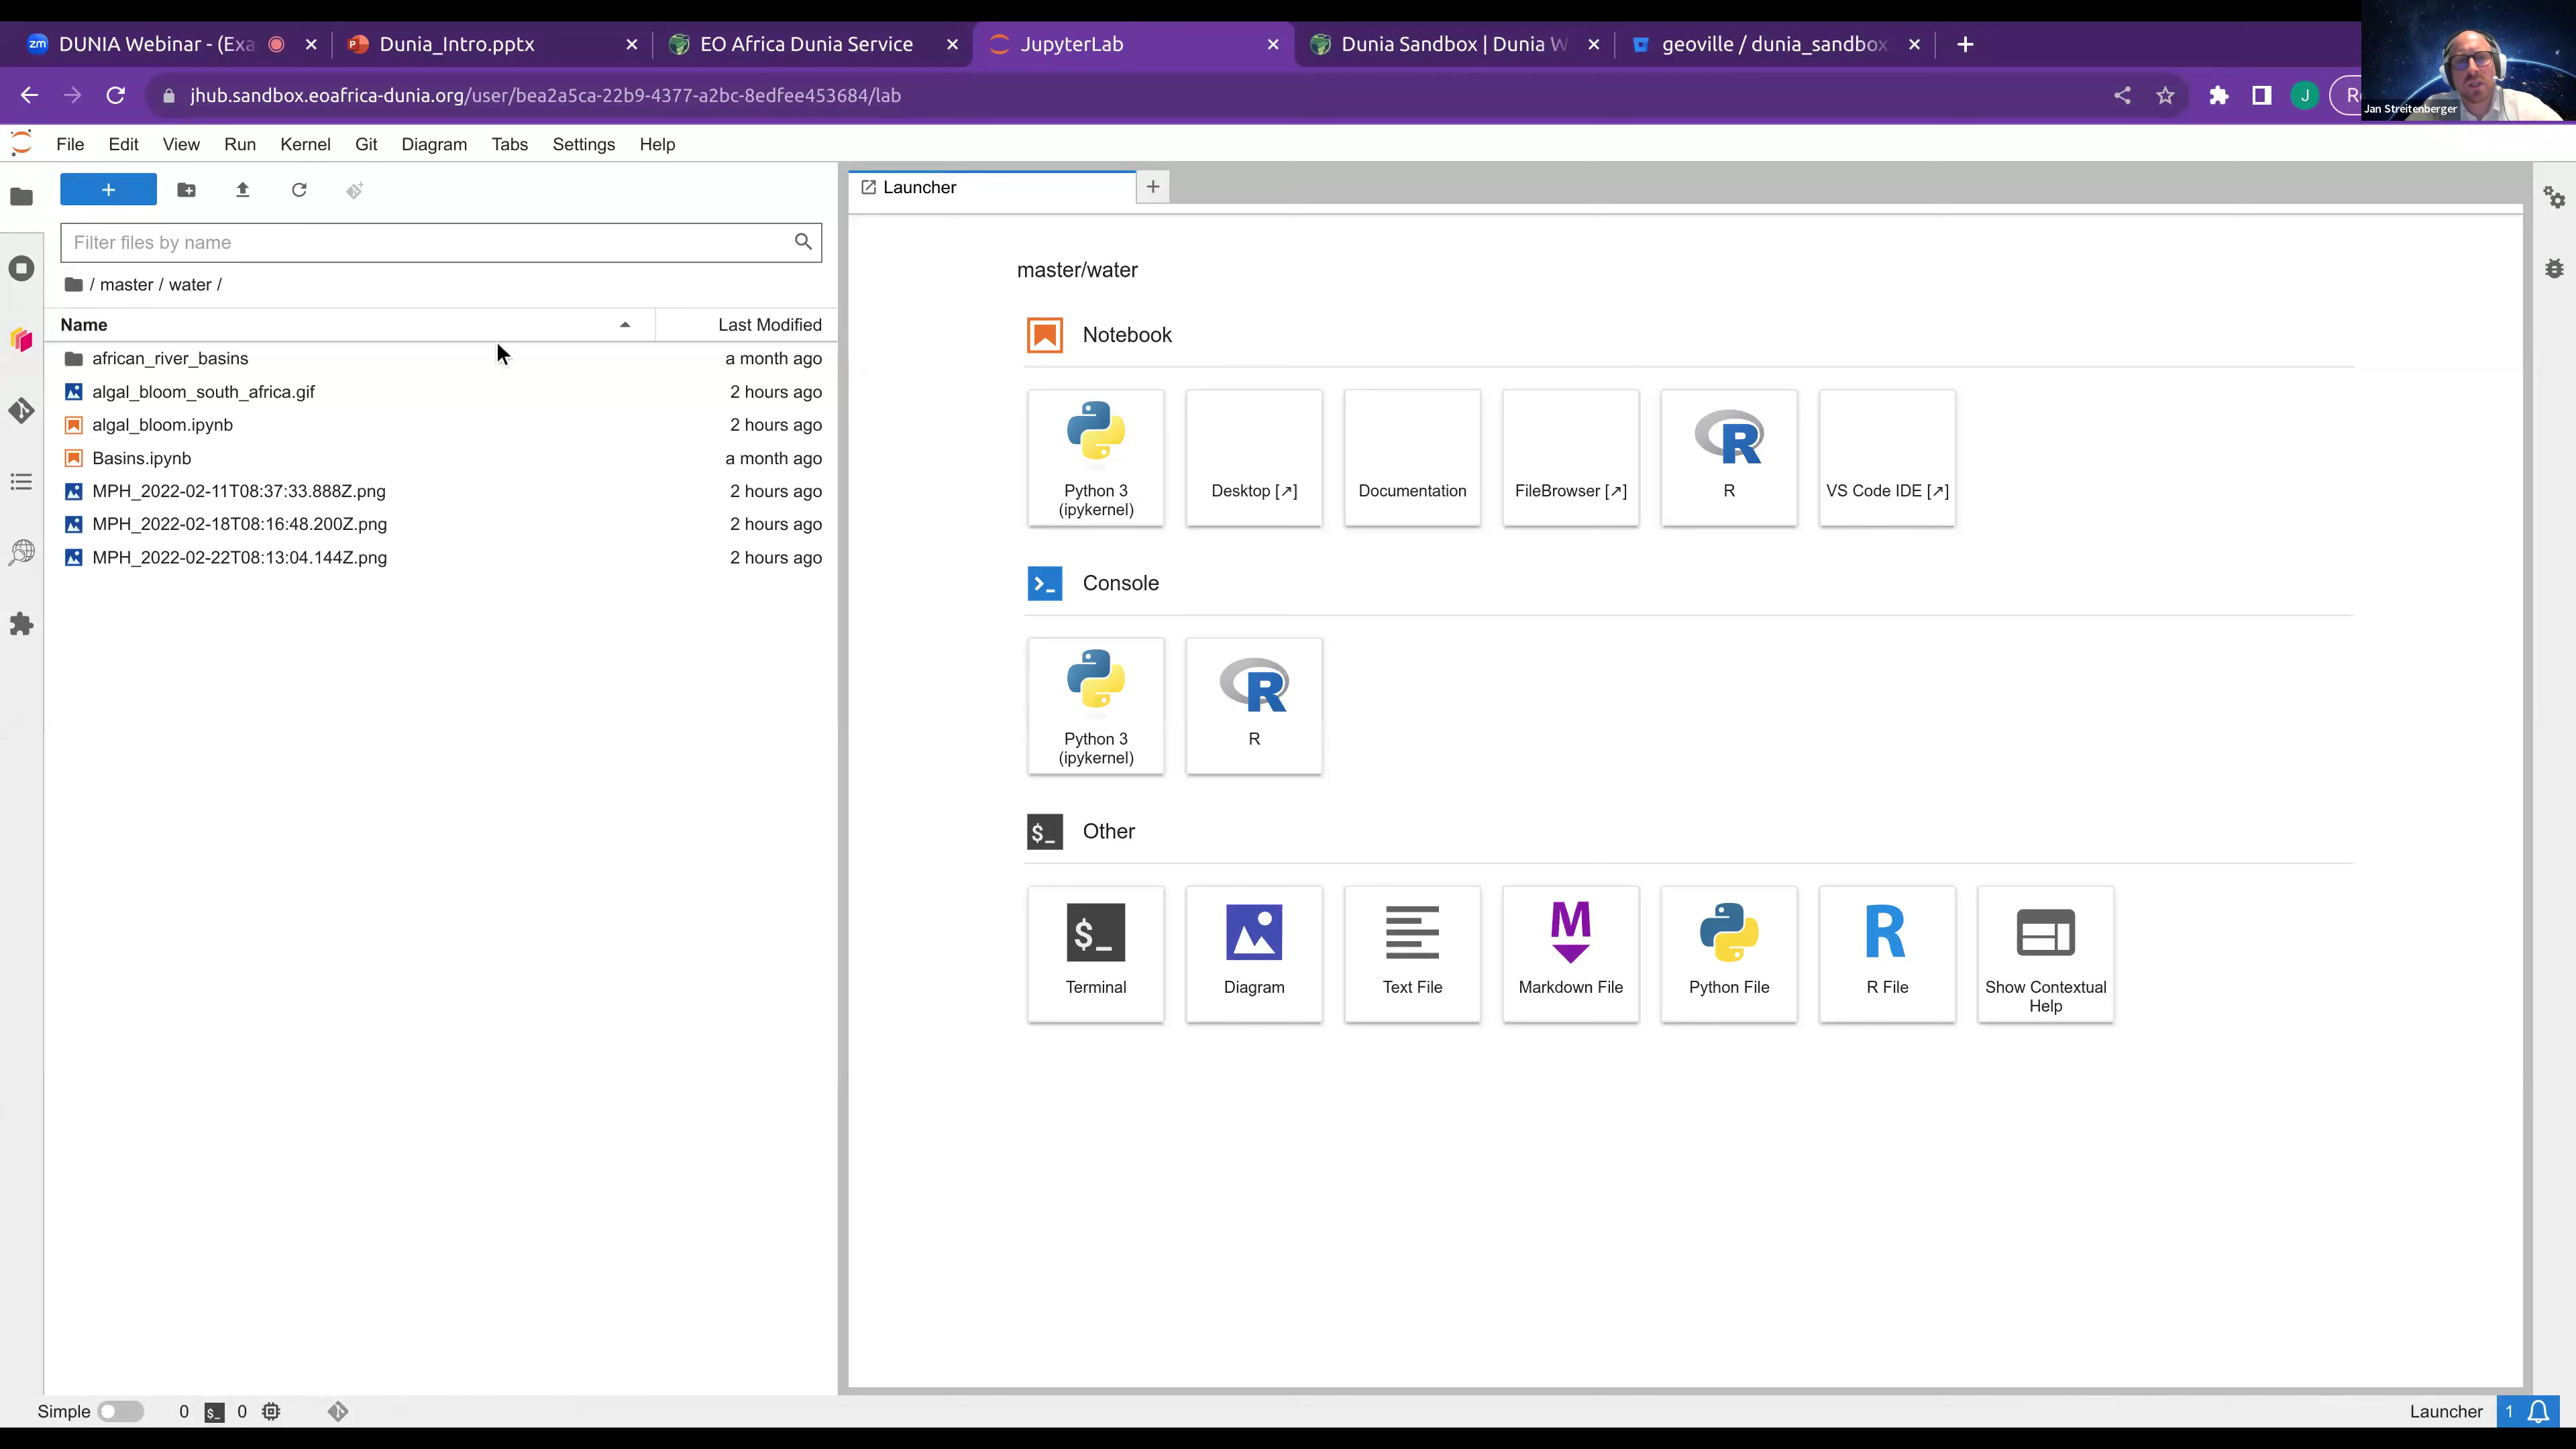 zm DUNIA Webinar - (Exa
Dunia_Intro.pptx
EO Africa Dunia Service
JupyterLab
Dunia Sandbox | Dunia W
geoville / dunia_sandbox
jhub.sandbox.eoafrica-dunia.org/user/bea2a5ca-22b9-4377-a2bc-8edfee453684/lab
J
Jan Streitenberger
File Edit View Run Kernel Git Diagram Tabs Settings Help
Filter files by name
/ master / water /
Name Last Modified
african_river_basins a month ago
algal_bloom_south_africa.gif 2 hours ago
algal_bloom.ipynb 2 hours ago
Basins.ipynb a month ago
MPH_2022-02-11T08:37:33.888Z.png 2 hours ago
MPH_2022-02-18T08:16:48.200Z.png 2 hours ago
MPH_2022-02-22T08:13:04.144Z.png 2 hours ago
Launcher
master/water
Notebook
Python 3
(ipykernel)
Desktop [↗]
Documentation
FileBrowser [↗]
R
R
VS Code IDE [↗]
Console
Python 3
(ipykernel)
R
R
Other
$_
$_
Terminal
Diagram
Text File
M
Markdown File
Python File
R
R File
Show Contextual
Help
Simple 0 $_ 0
Launcher 1